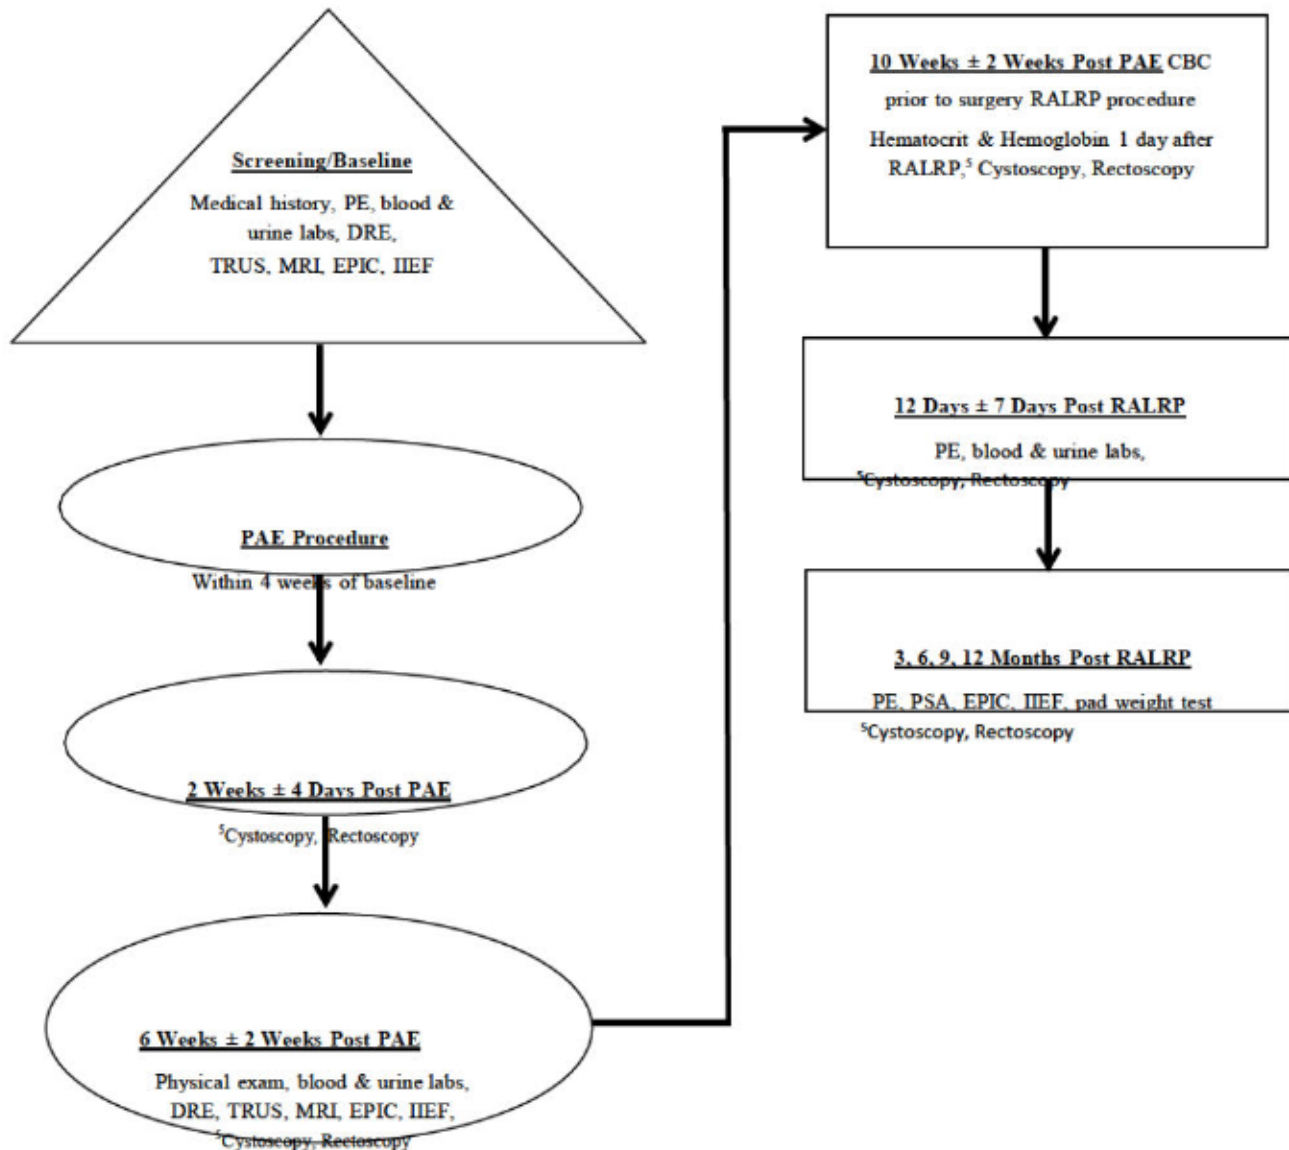 Screening/Baseline
Medical history, PE, blood &
urine labs, DRE,
TRUS, MRI, EPIC, IIEF
PAE Procedure
Within 4 weeks of baseline
2 Weeks ± 4 Days Post PAE
⁵Cystoscopy, Rectoscopy
6 Weeks ± 2 Weeks Post PAE
Physical exam, blood & urine labs,
DRE, TRUS, MRI, EPIC, IIEF,
⁵Cystoscopy, Rectoscopy
10 Weeks ± 2 Weeks Post PAE CBC
prior to surgery RALRP procedure
Hematocrit & Hemoglobin 1 day after
RALRP,⁵ Cystoscopy, Rectoscopy
12 Days ± 7 Days Post RALRP
PE, blood & urine labs,
⁵Cystoscopy, Rectoscopy
3, 6, 9, 12 Months Post RALRP
PE, PSA, EPIC, IIEF, pad weight test
⁵Cystoscopy, Rectoscopy